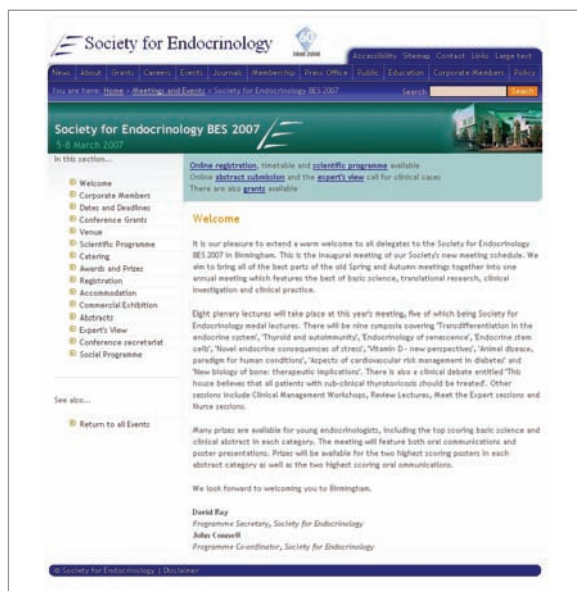 Society for Endocrinology
60
Accessibility Sitemap Contact Links Large text
News About Grants Careers Events Journals Membership Press Office Public Education Corporate Members Policy
You are here: Home > Meetings and Events > Society for Endocrinology BES 2007 Search Search
Society for Endocrinology BES 2007
5-8 March 2007
In this section...
Welcome
Corporate Members
Dates and Deadlines
Conference Grants
Venue
Scientific Programme
Catering
Awards and Prizes
Registration
Accommodation
Commercial Exhibition
Abstracts
Expert's View
Conference secretariat
Social Programme
See also...
Return to all Events
Online registration, timetable and scientific programme available
Online abstract submission and the expert's view call for clinical cases
There are also grants available
Welcome
It is our pleasure to extend a warm welcome to all delegates to the Society for Endocrinology
BES 2007 in Birmingham. This is the inaugural meeting of our Society's new meeting schedule. We
aim to bring all of the best parts of the old Spring and Autumn meetings together into one
annual meeting which features the best of basic science, translational research, clinical
investigation and clinical practice.
Eight plenary lectures will take place at this year's meeting, five of which being Society for
Endocrinology medal lectures. There will be nine symposia covering 'Transdifferentiation in the
endocrine system', 'Thyroid and autoimmunity', 'Endocrinology of senescence', 'Endocrine stem
cells', 'Novel endocrine consequences of stress', 'Vitamin D - new perspectives', 'Animal disease,
paradigm for human conditions', 'Aspects of cardiovascular risk management in diabetes' and
'New biology of bone: therapeutic implications'. There is also a clinical debate entitled 'This
house believes that all patients with sub-clinical thyrotoxicosis should be treated'. Other
sessions include Clinical Management Workshops, Review Lectures, Meet the Expert sessions and
Nurse sessions.
Many prizes are available for young endocrinologists, including the top scoring basic science and
clinical abstract in each category. The meeting will feature both oral communications and
poster presentations. Prizes will be available for the two highest scoring posters in each
abstract category as well as the two highest scoring oral ommunications.
We look forward to welcoming you to Birmingham.
David Ray
Programme Secretary, Society for Endocrinology
John Connell
Programme Co-ordinator, Society for Endocrinology
© Society for Endocrinology | Disclaimer